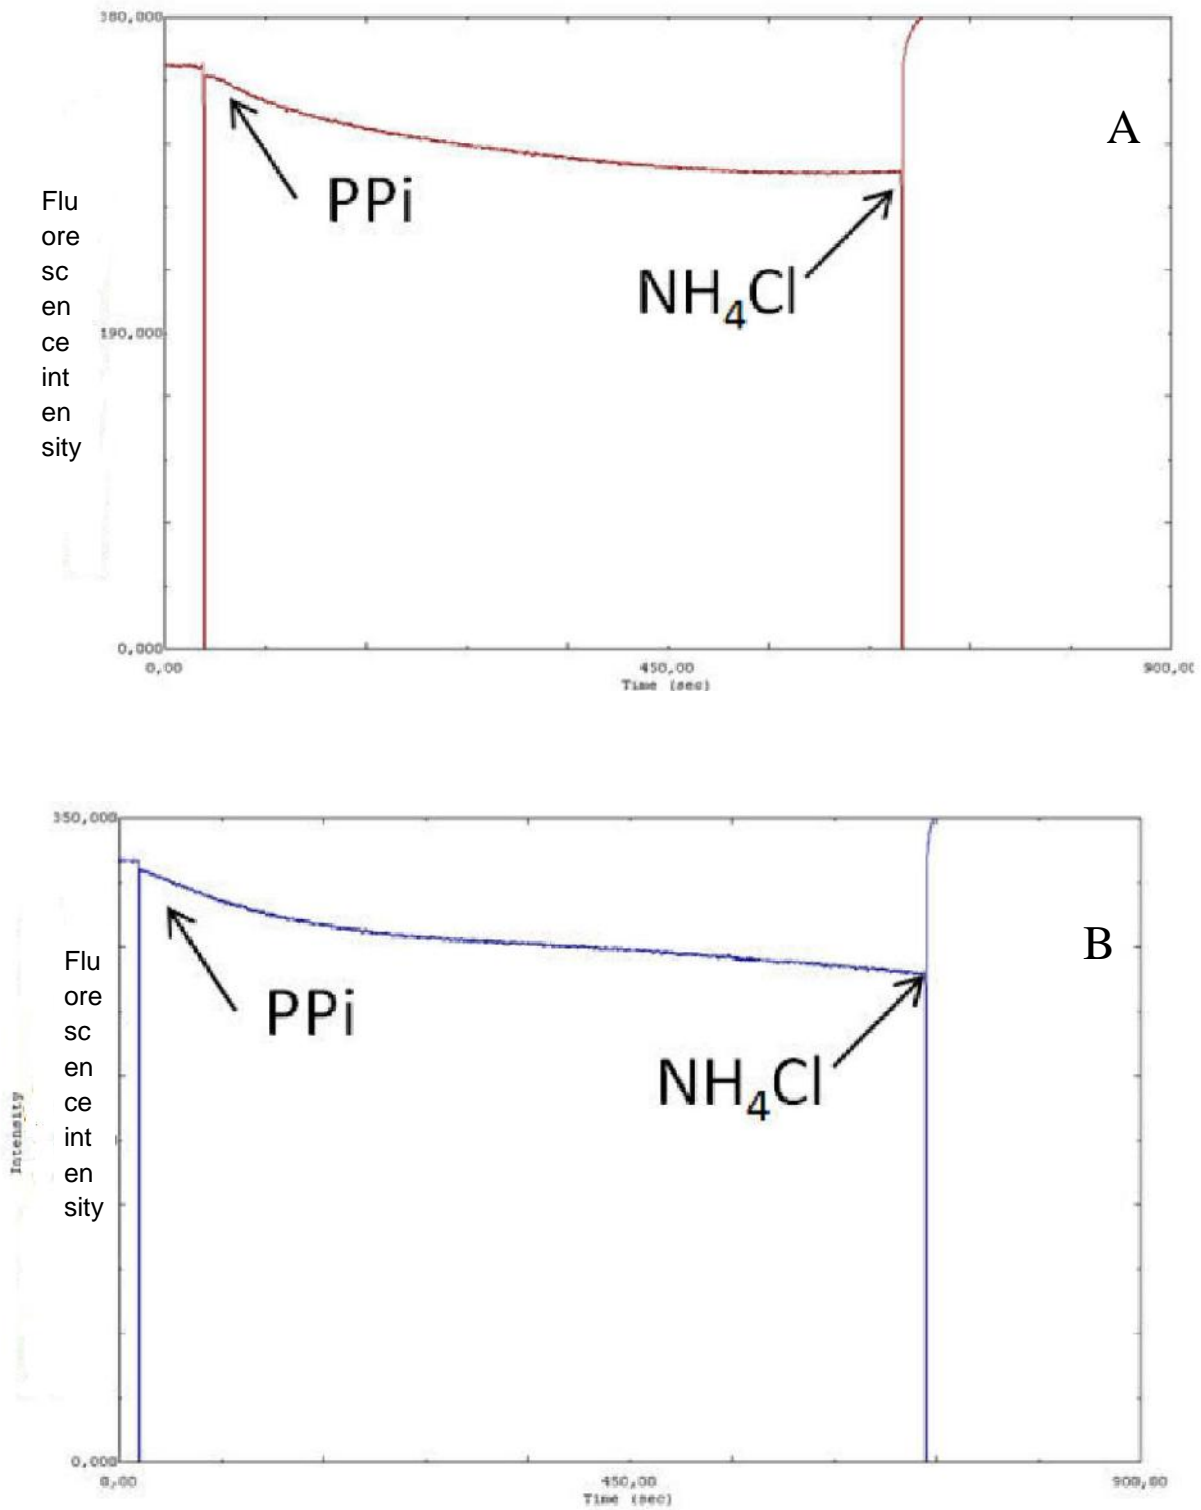 380,000
A
PPi
Flu
ore
sc
en
ce
int
en
sity
NH4Cl
190,000
0,000
0,00
450,00
900,00
Time (sec)
350,000
B
Flu
ore
sc
en
ce
int
en
sity
PPi
NH4Cl
Intensity
0,000
0,00
450,00
900,00
Time (sec)